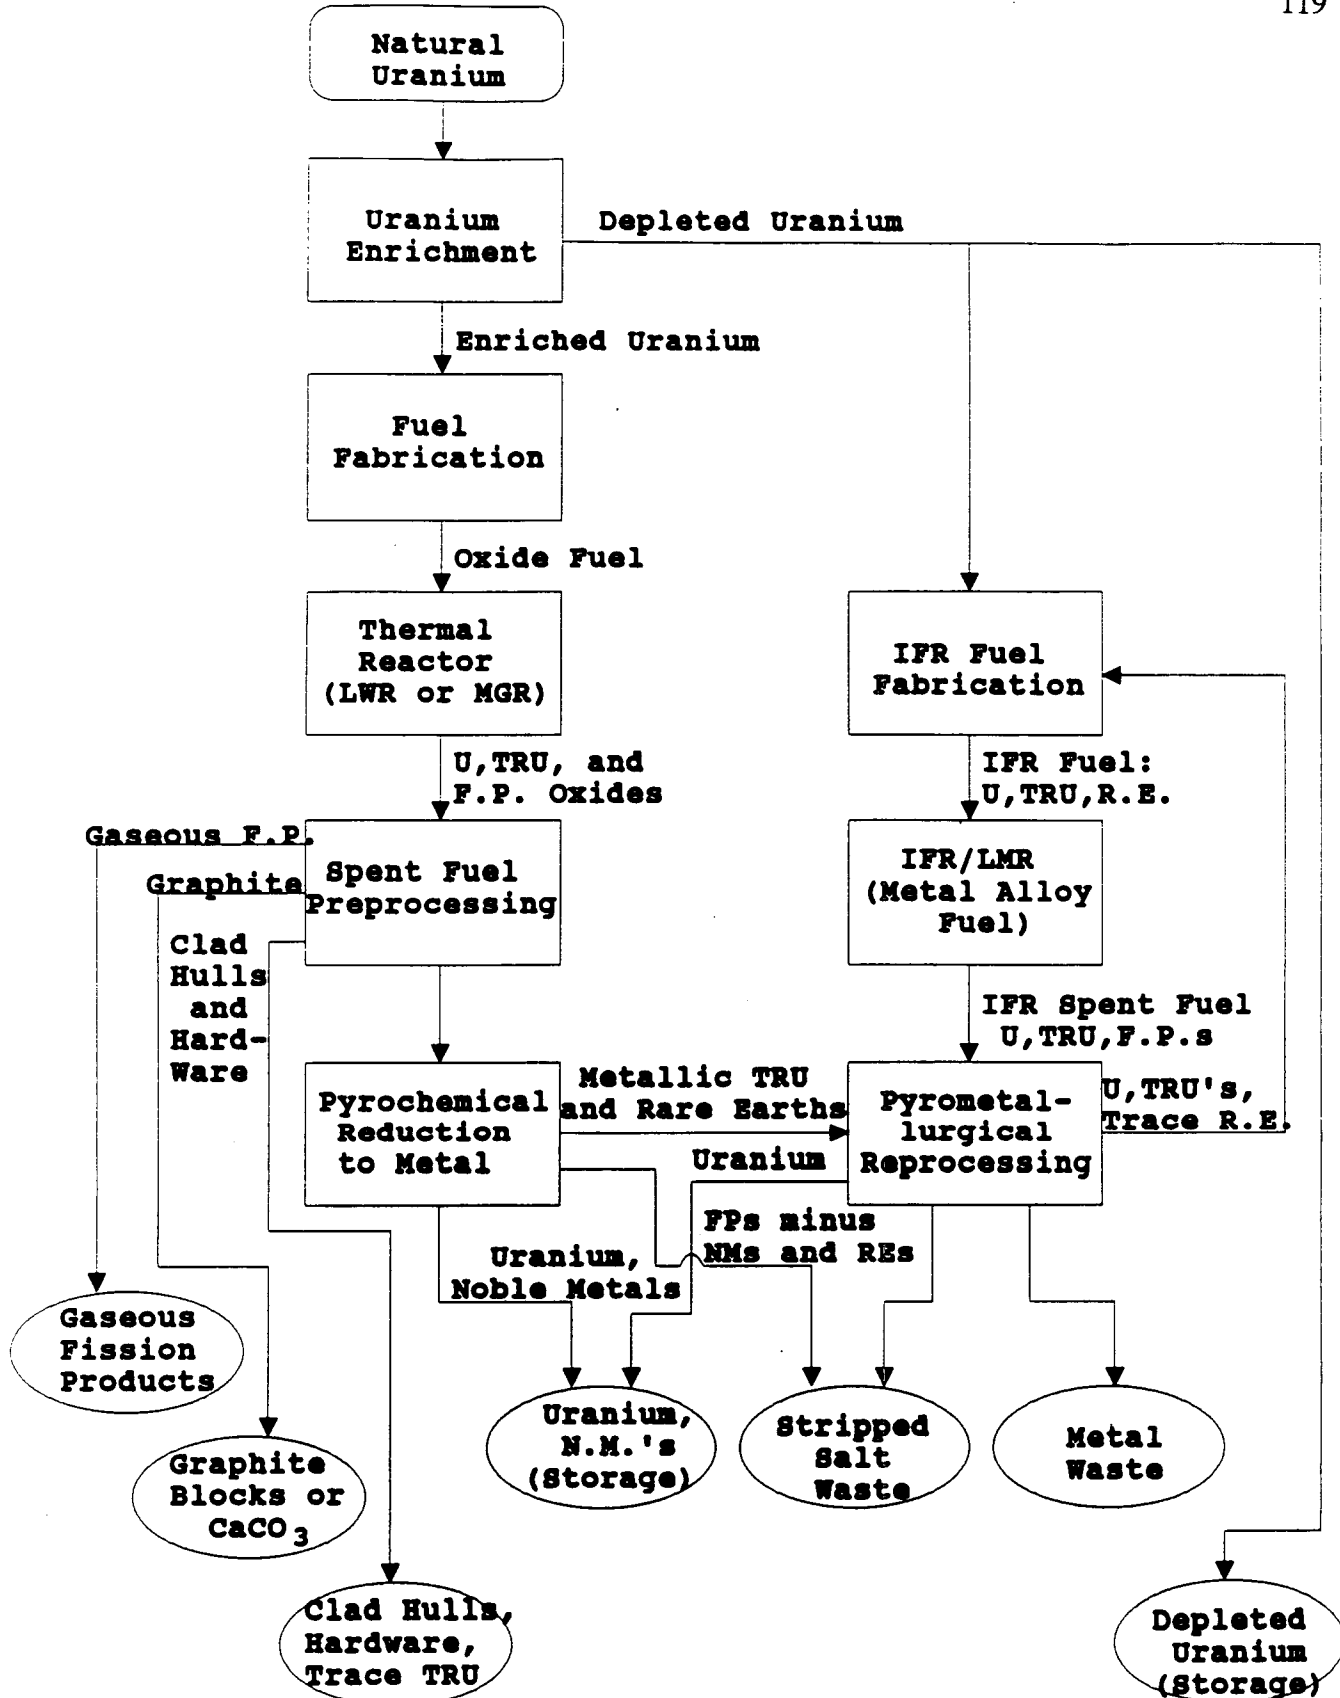 119
Natural
Uranium
Uranium
Enrichment
Depleted Uranium
Enriched Uranium
Fuel
Fabrication
Oxide Fuel
Thermal
Reactor
(LWR or MGR)
IFR Fuel
Fabrication
U,TRU, and
F.P. Oxides
IFR Fuel:
U,TRU,R.E.
Gaseous F.P.
Graphite
Spent Fuel
Preprocessing
IFR/LMR
(Metal Alloy
Fuel)
Clad
Hulls
and
Hard-
Ware
IFR Spent Fuel
U,TRU,F.P.s
Pyrochemical
Reduction
to Metal
Metallic TRU
and Rare Earths
Pyrometal-
lurgical
Reprocessing
U,TRU's,
Trace R.E.
Uranium
FPs minus
NMs and REs
Uranium,
Noble Metals
Gaseous
Fission
Products
Uranium,
N.M.'s
(Storage)
Stripped
Salt
Waste
Metal
Waste
Graphite
Blocks or
CaCO3
Clad Hulls,
Hardware,
Trace TRU
Depleted
Uranium
(Storage)